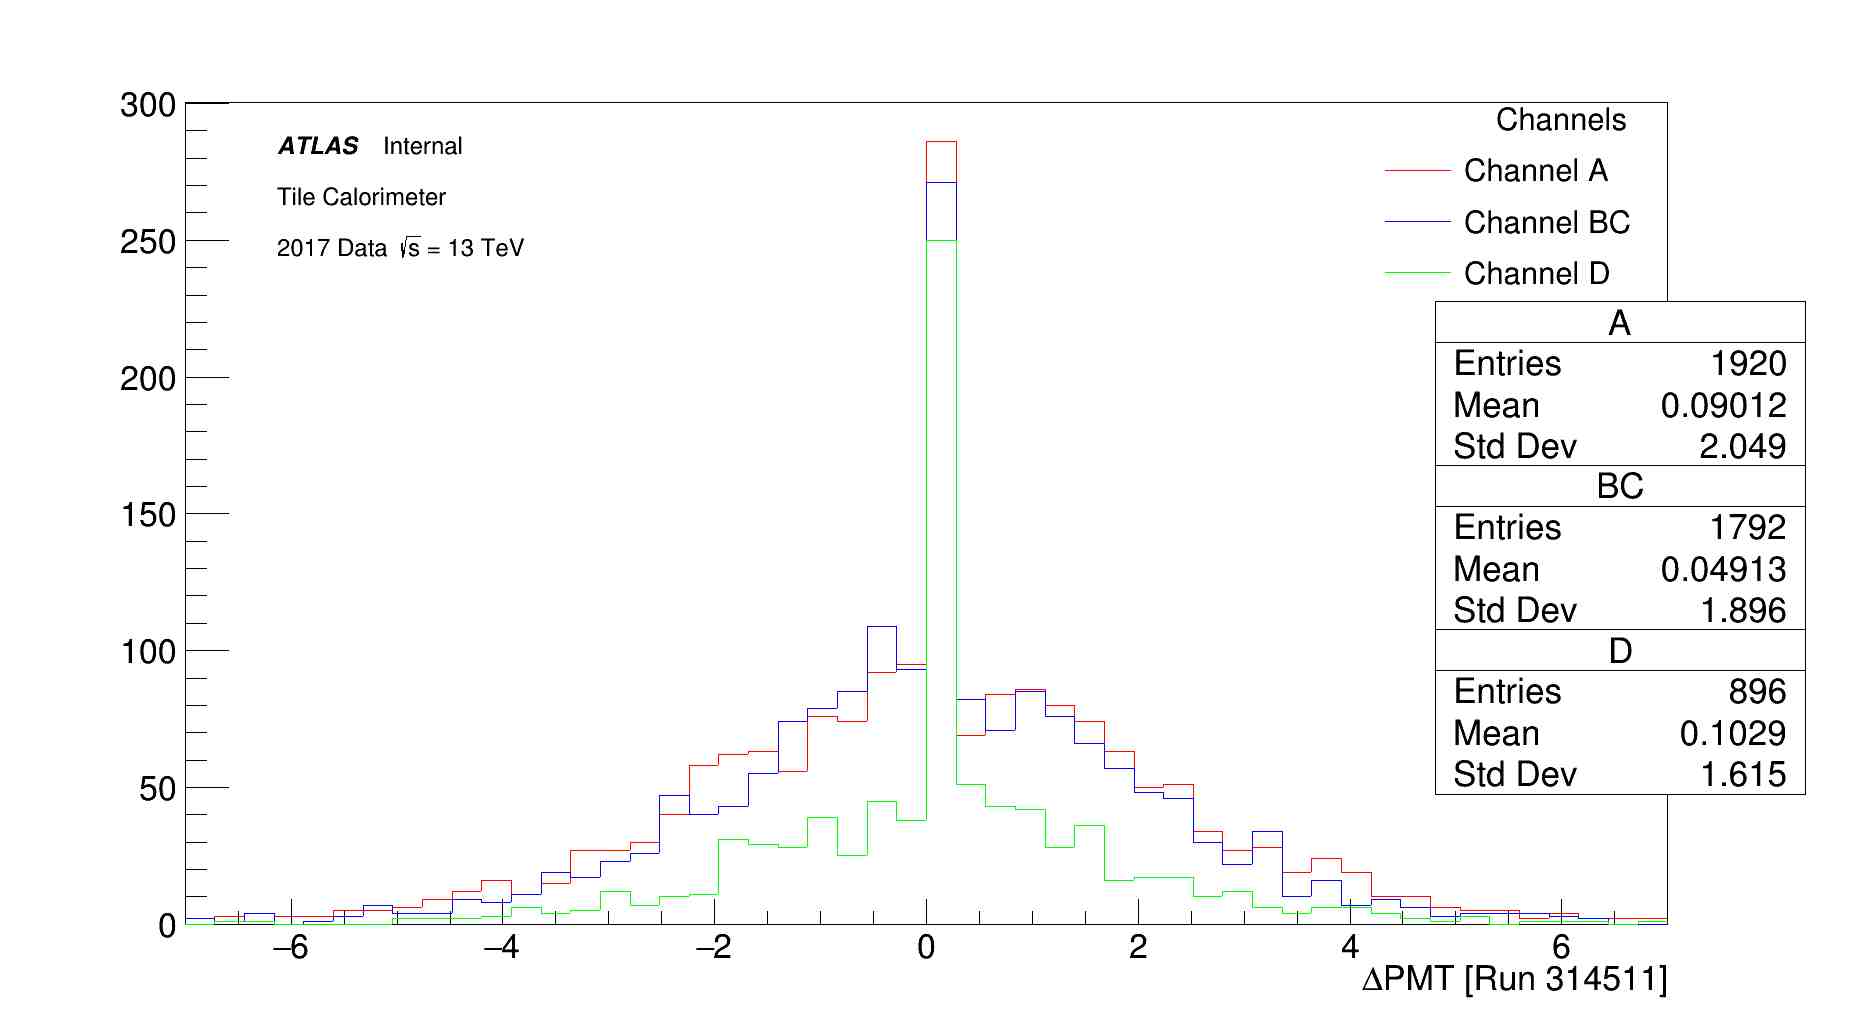 300
250
200
150
100
50
0
ATLAS Internal
Tile Calorimeter
2017 Data √s = 13 TeV
Channels
Channel A
Channel BC
Channel D
A
Entries 1920
Mean 0.09012
Std Dev 2.049
BC
Entries 1792
Mean 0.04913
Std Dev 1.896
D
Entries 896
Mean 0.1029
Std Dev 1.615
−6 −4 −2 0 2 4 6
ΔPMT [Run 314511]